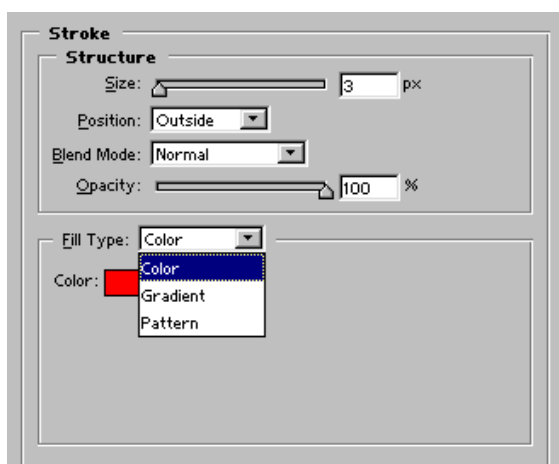 Stroke
Structure
Size: 3 px
Position: Outside
Blend Mode: Normal
Opacity: 100 %
Fill Type: Color
Color
Color:
Gradient
Pattern